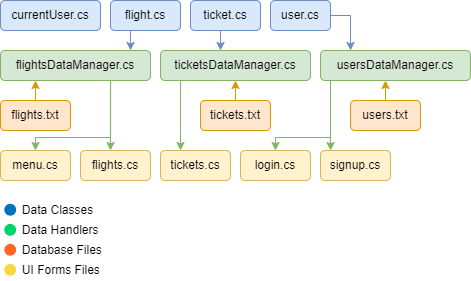 currentUser.cs flight.cs ticket.cs user.cs
flightsDataManager.cs ticketsDataManager.cs usersDataManager.cs
flights.txt tickets.txt users.txt
menu.cs flights.cs tickets.cs login.cs signup.cs
Data Classes
Data Handlers
Database Files
UI Forms Files